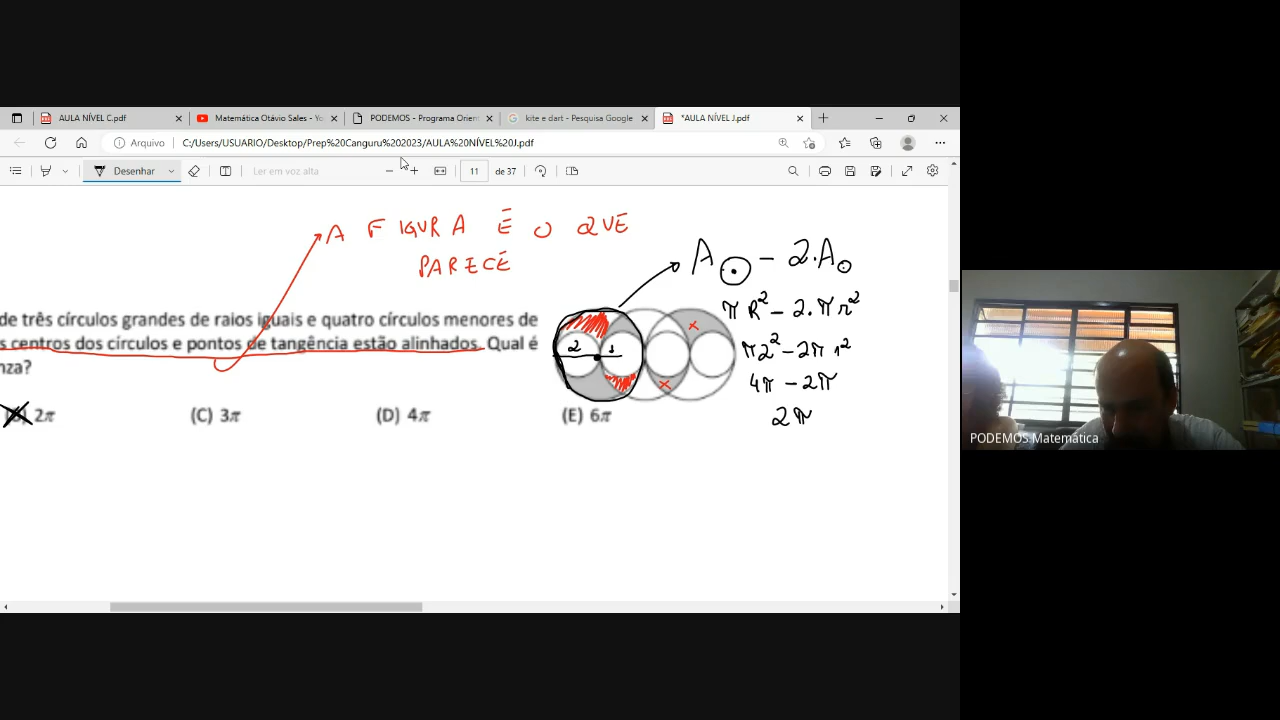 AULA NÍVEL C.pdf
Matemática Otávio Sales - Yo
PODEMOS - Programa Orien
kite e dart - Pesquisa Google
*AULA NÍVEL J.pdf
Arquivo C:/Users/USUARIO/Desktop/Prep%20Canguru%202023/AULA%20NÍVEL%20J.pdf
Desenhar
Ler em voz alta
11 de 37
A FIGURA É O QUE
PARECE
A⊙ - 2.A⊙
πR² - 2.πr²
de três círculos grandes de raios iguais e quatro círculos menores de
s centros dos círculos e pontos de tangência estão alinhados. Qual é
nza?
2 1
x
x
π2² - 2π1²
4π - 2π
2π
2π
(C) 3π
(D) 4π
(E) 6π
PODEMOS Matemática